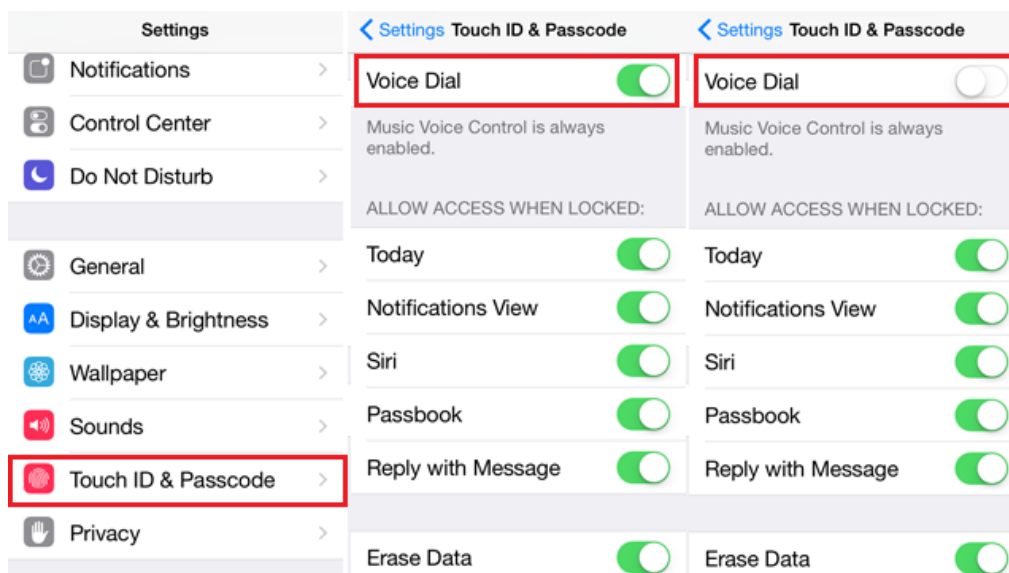 Settings
Notifications
Control Center
Do Not Disturb
General
AA Display & Brightness
Wallpaper
Sounds
Touch ID & Passcode
Privacy
Settings Touch ID & Passcode
Voice Dial
Music Voice Control is always
enabled.
ALLOW ACCESS WHEN LOCKED:
Today
Notifications View
Siri
Passbook
Reply with Message
Erase Data
Settings Touch ID & Passcode
Voice Dial
Music Voice Control is always
enabled.
ALLOW ACCESS WHEN LOCKED:
Today
Notifications View
Siri
Passbook
Reply with Message
Erase Data